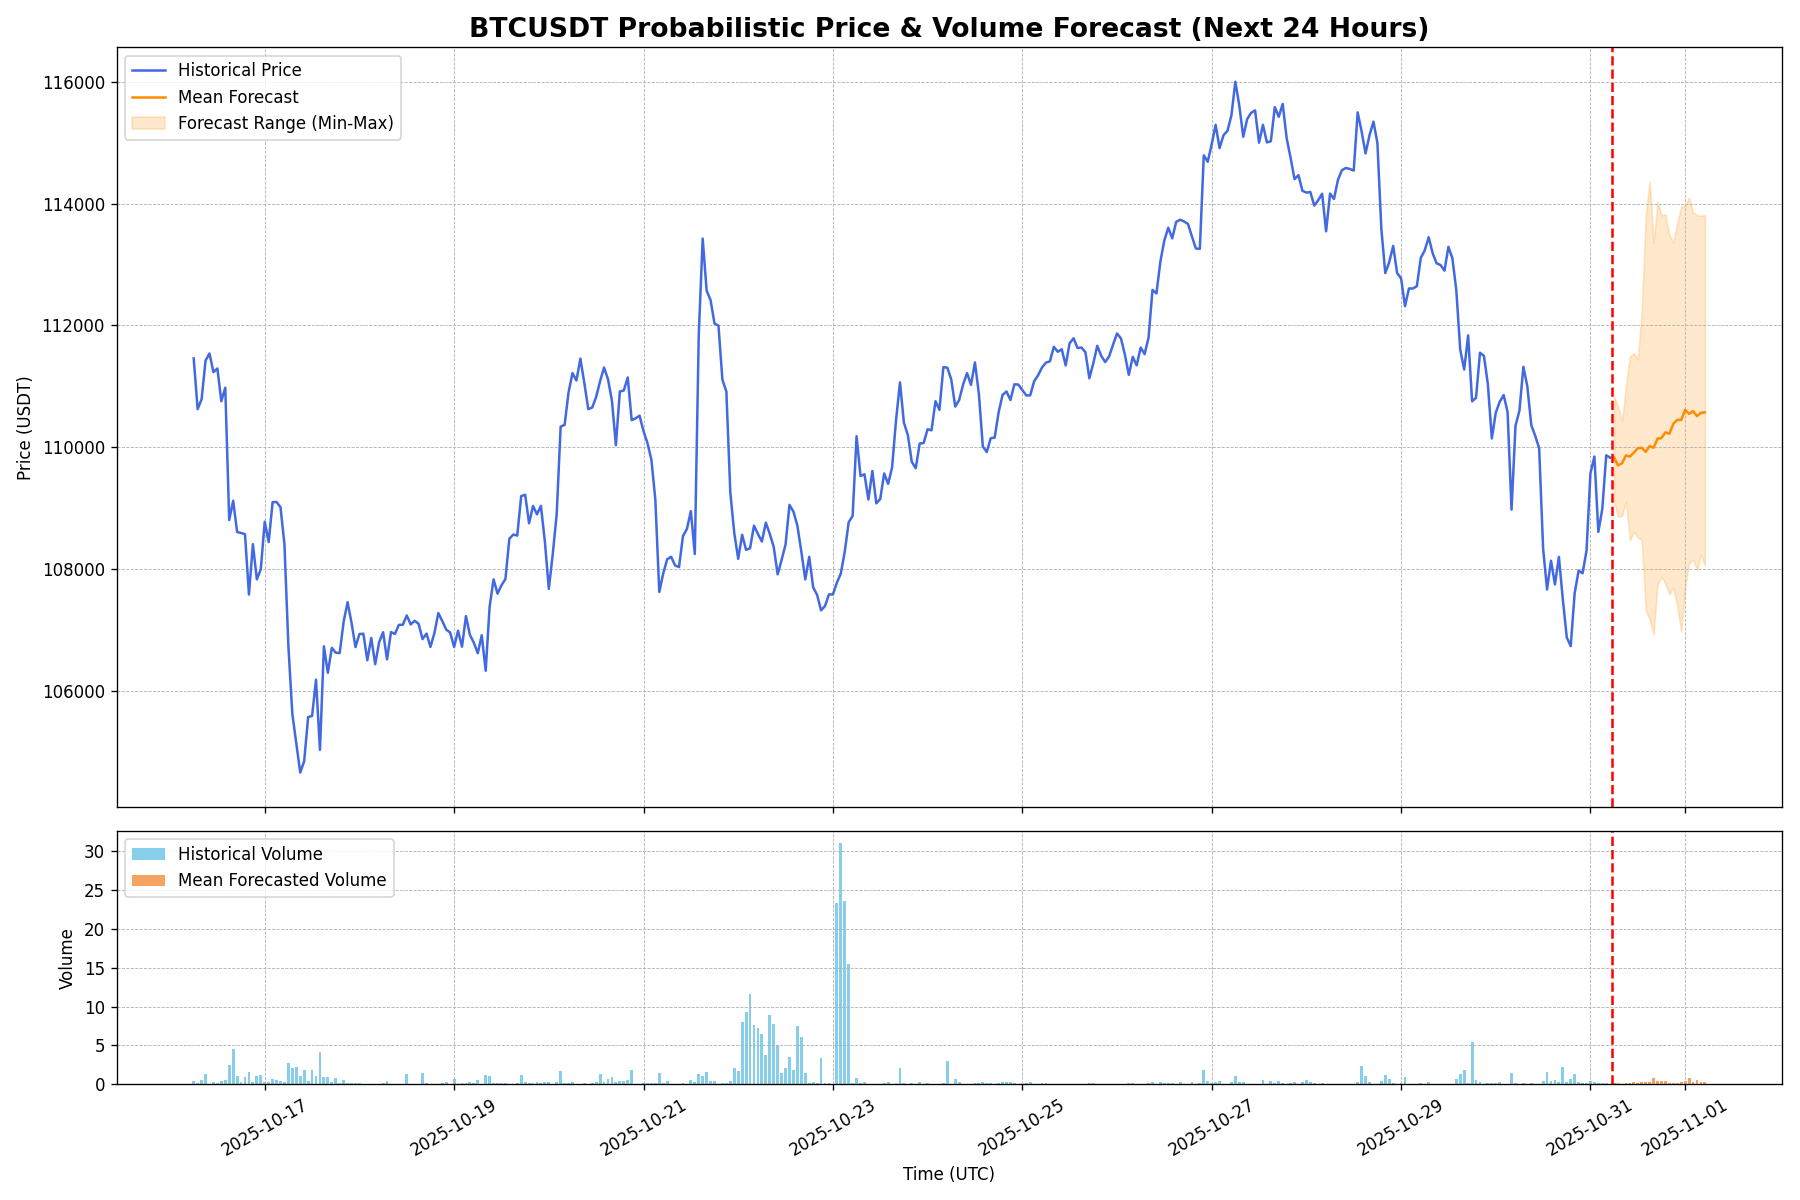 BTCUSDT Probabilistic Price & Volume Forecast (Next 24 Hours)
Historical Price
Mean Forecast
Forecast Range (Min-Max)
116000
114000
112000
110000
108000
106000
Price (USDT)
Historical Volume
Mean Forecasted Volume
30
25
20
15
10
5
0
Volume
2025-10-17
2025-10-19
2025-10-21
2025-10-23
2025-10-25
2025-10-27
2025-10-29
2025-10-31
2025-11-01
Time (UTC)